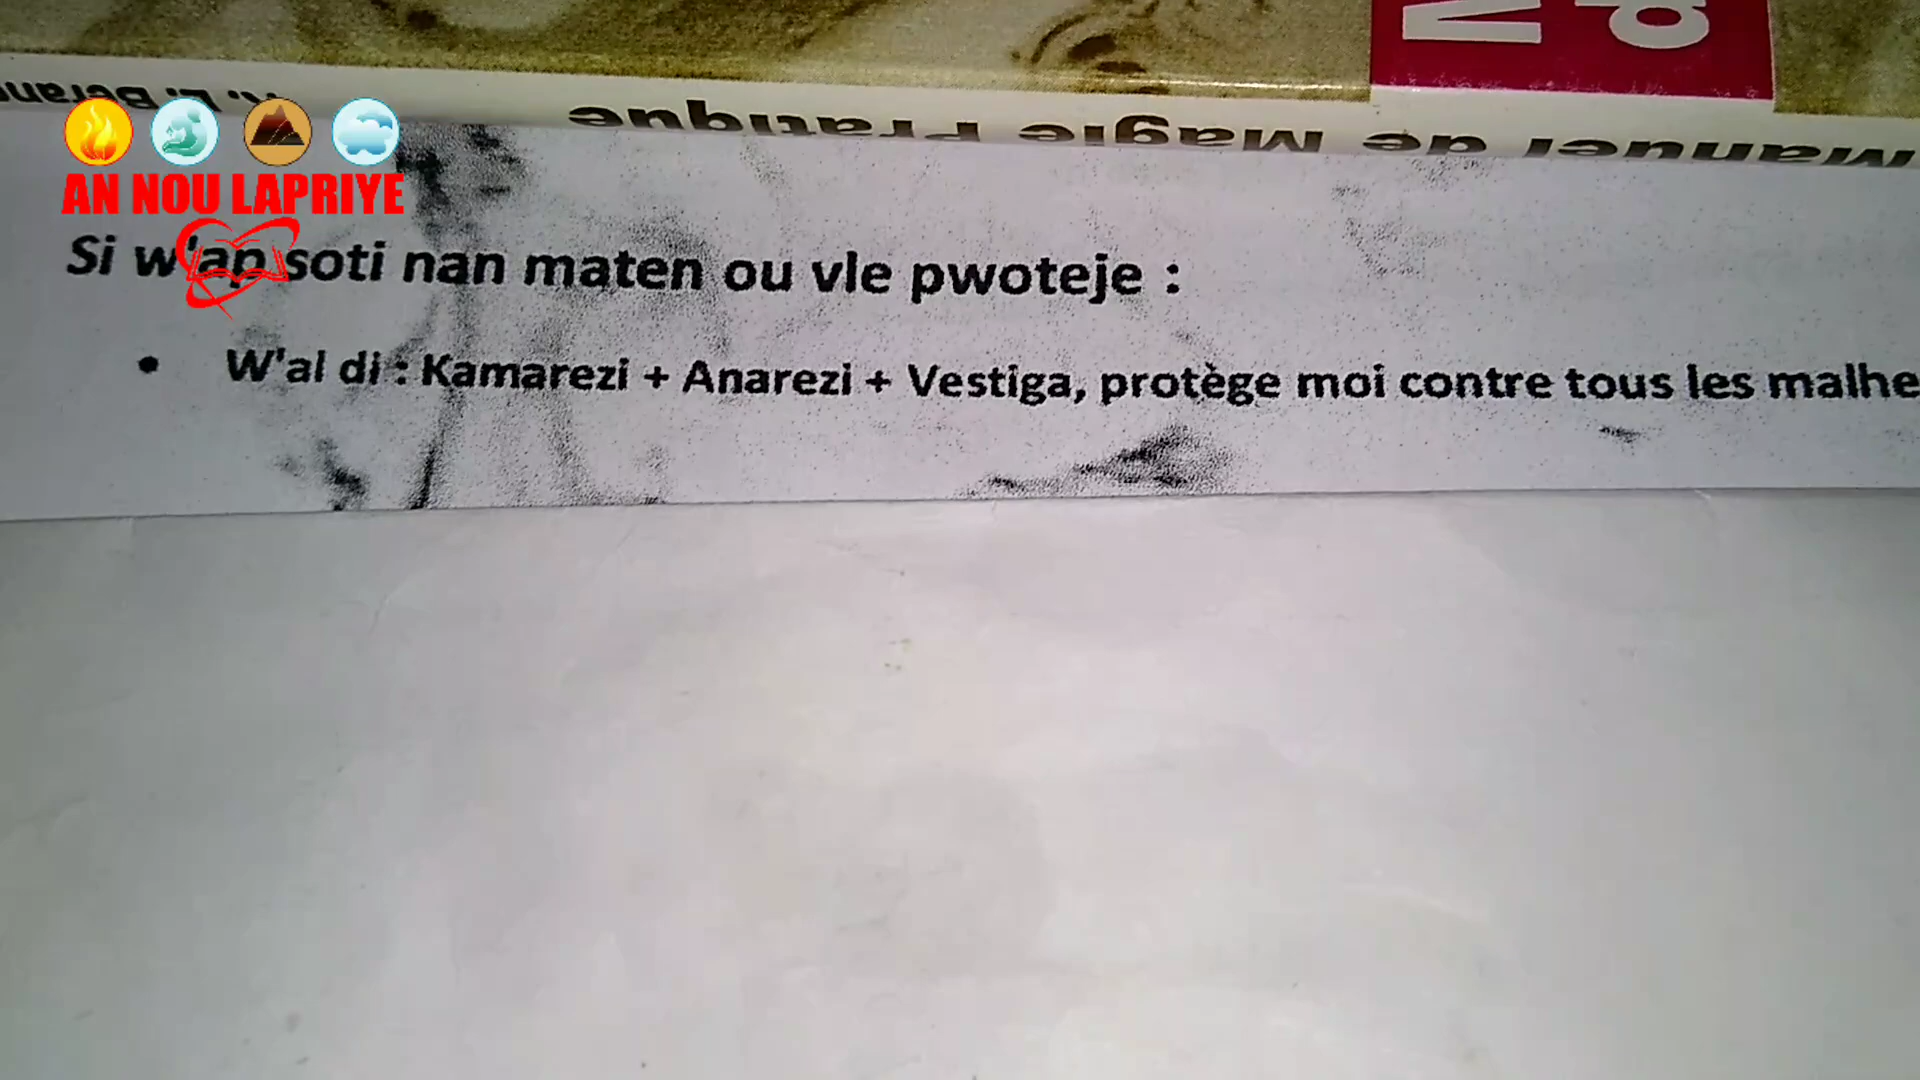 Manuel de Magie Pratique
AN NOU LAPRIYE
Si w'ap soti nan maten ou vle pwoteje :
• W'al di : Kamarezi + Anarezi + Vestiga, protège moi contre tous les malhe